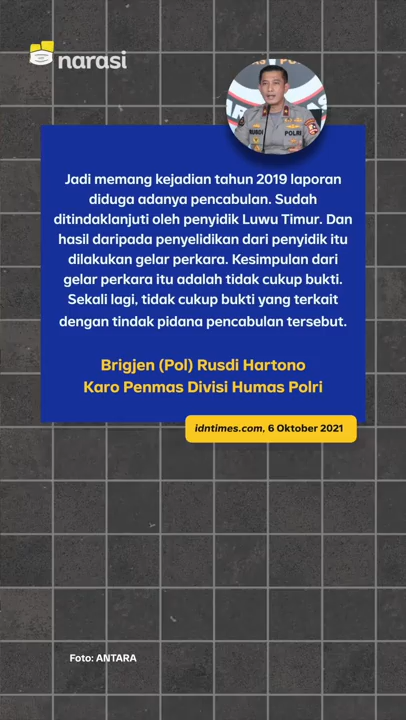 narasi
RUSDI
POLRI
Jadi memang kejadian tahun 2019 laporan
diduga adanya pencabulan. Sudah
ditindaklanjuti oleh penyidik Luwu Timur. Dan
hasil daripada penyelidikan dari penyidik itu
dilakukan gelar perkara. Kesimpulan dari
gelar perkara itu adalah tidak cukup bukti.
Sekali lagi, tidak cukup bukti yang terkait
dengan tindak pidana pencabulan tersebut.
Brigjen (Pol) Rusdi Hartono
Karo Penmas Divisi Humas Polri
idntimes.com, 6 Oktober 2021
Foto: ANTARA